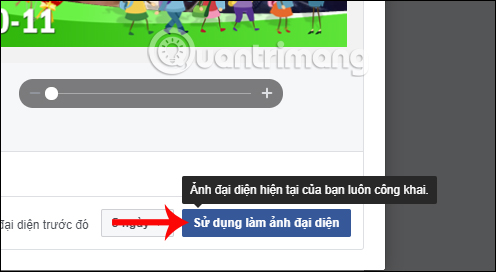 0-11
Quantrimang
Ảnh đại diện hiện tại của bạn luôn công khai.
đại diện trước đó
ngày
Sử dụng làm ảnh đại diện